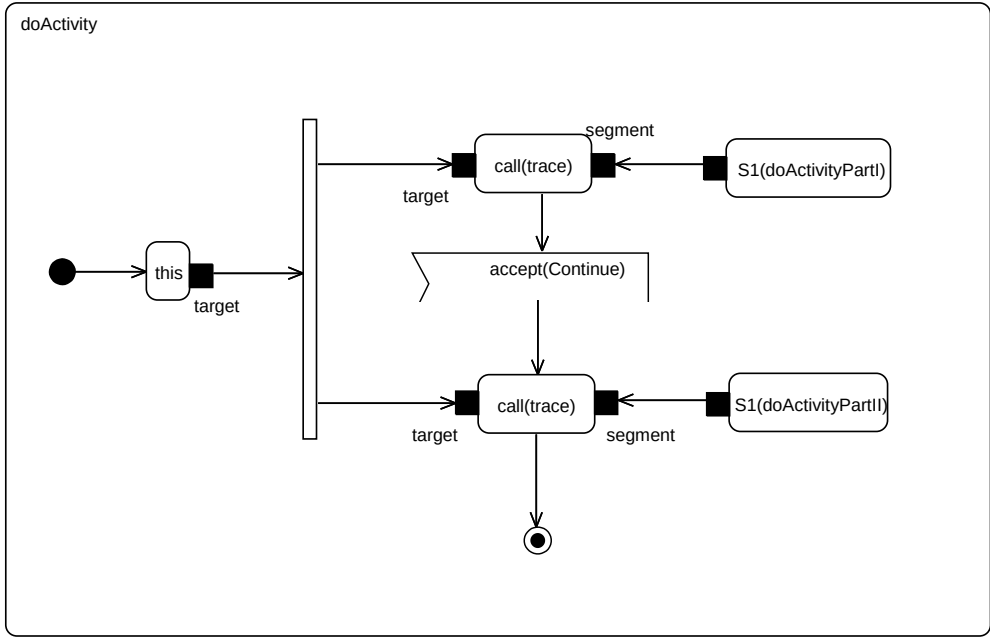 doActivity
segment
call(trace)
S1(doActivityPartI)
target
accept(Continue)
this
target
call(trace)
S1(doActivityPartII)
target
segment